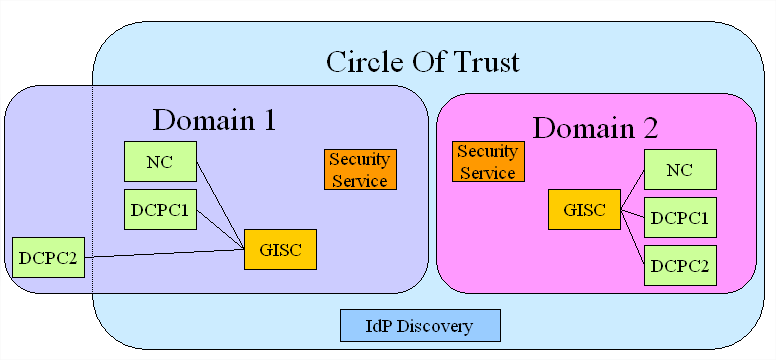 Circle Of Trust
Domain 1
NC
DCPC1
DCPC2
Security
Service
GISC
Domain 2
Security
Service
GISC
NC
DCPC1
DCPC2
IdP Discovery